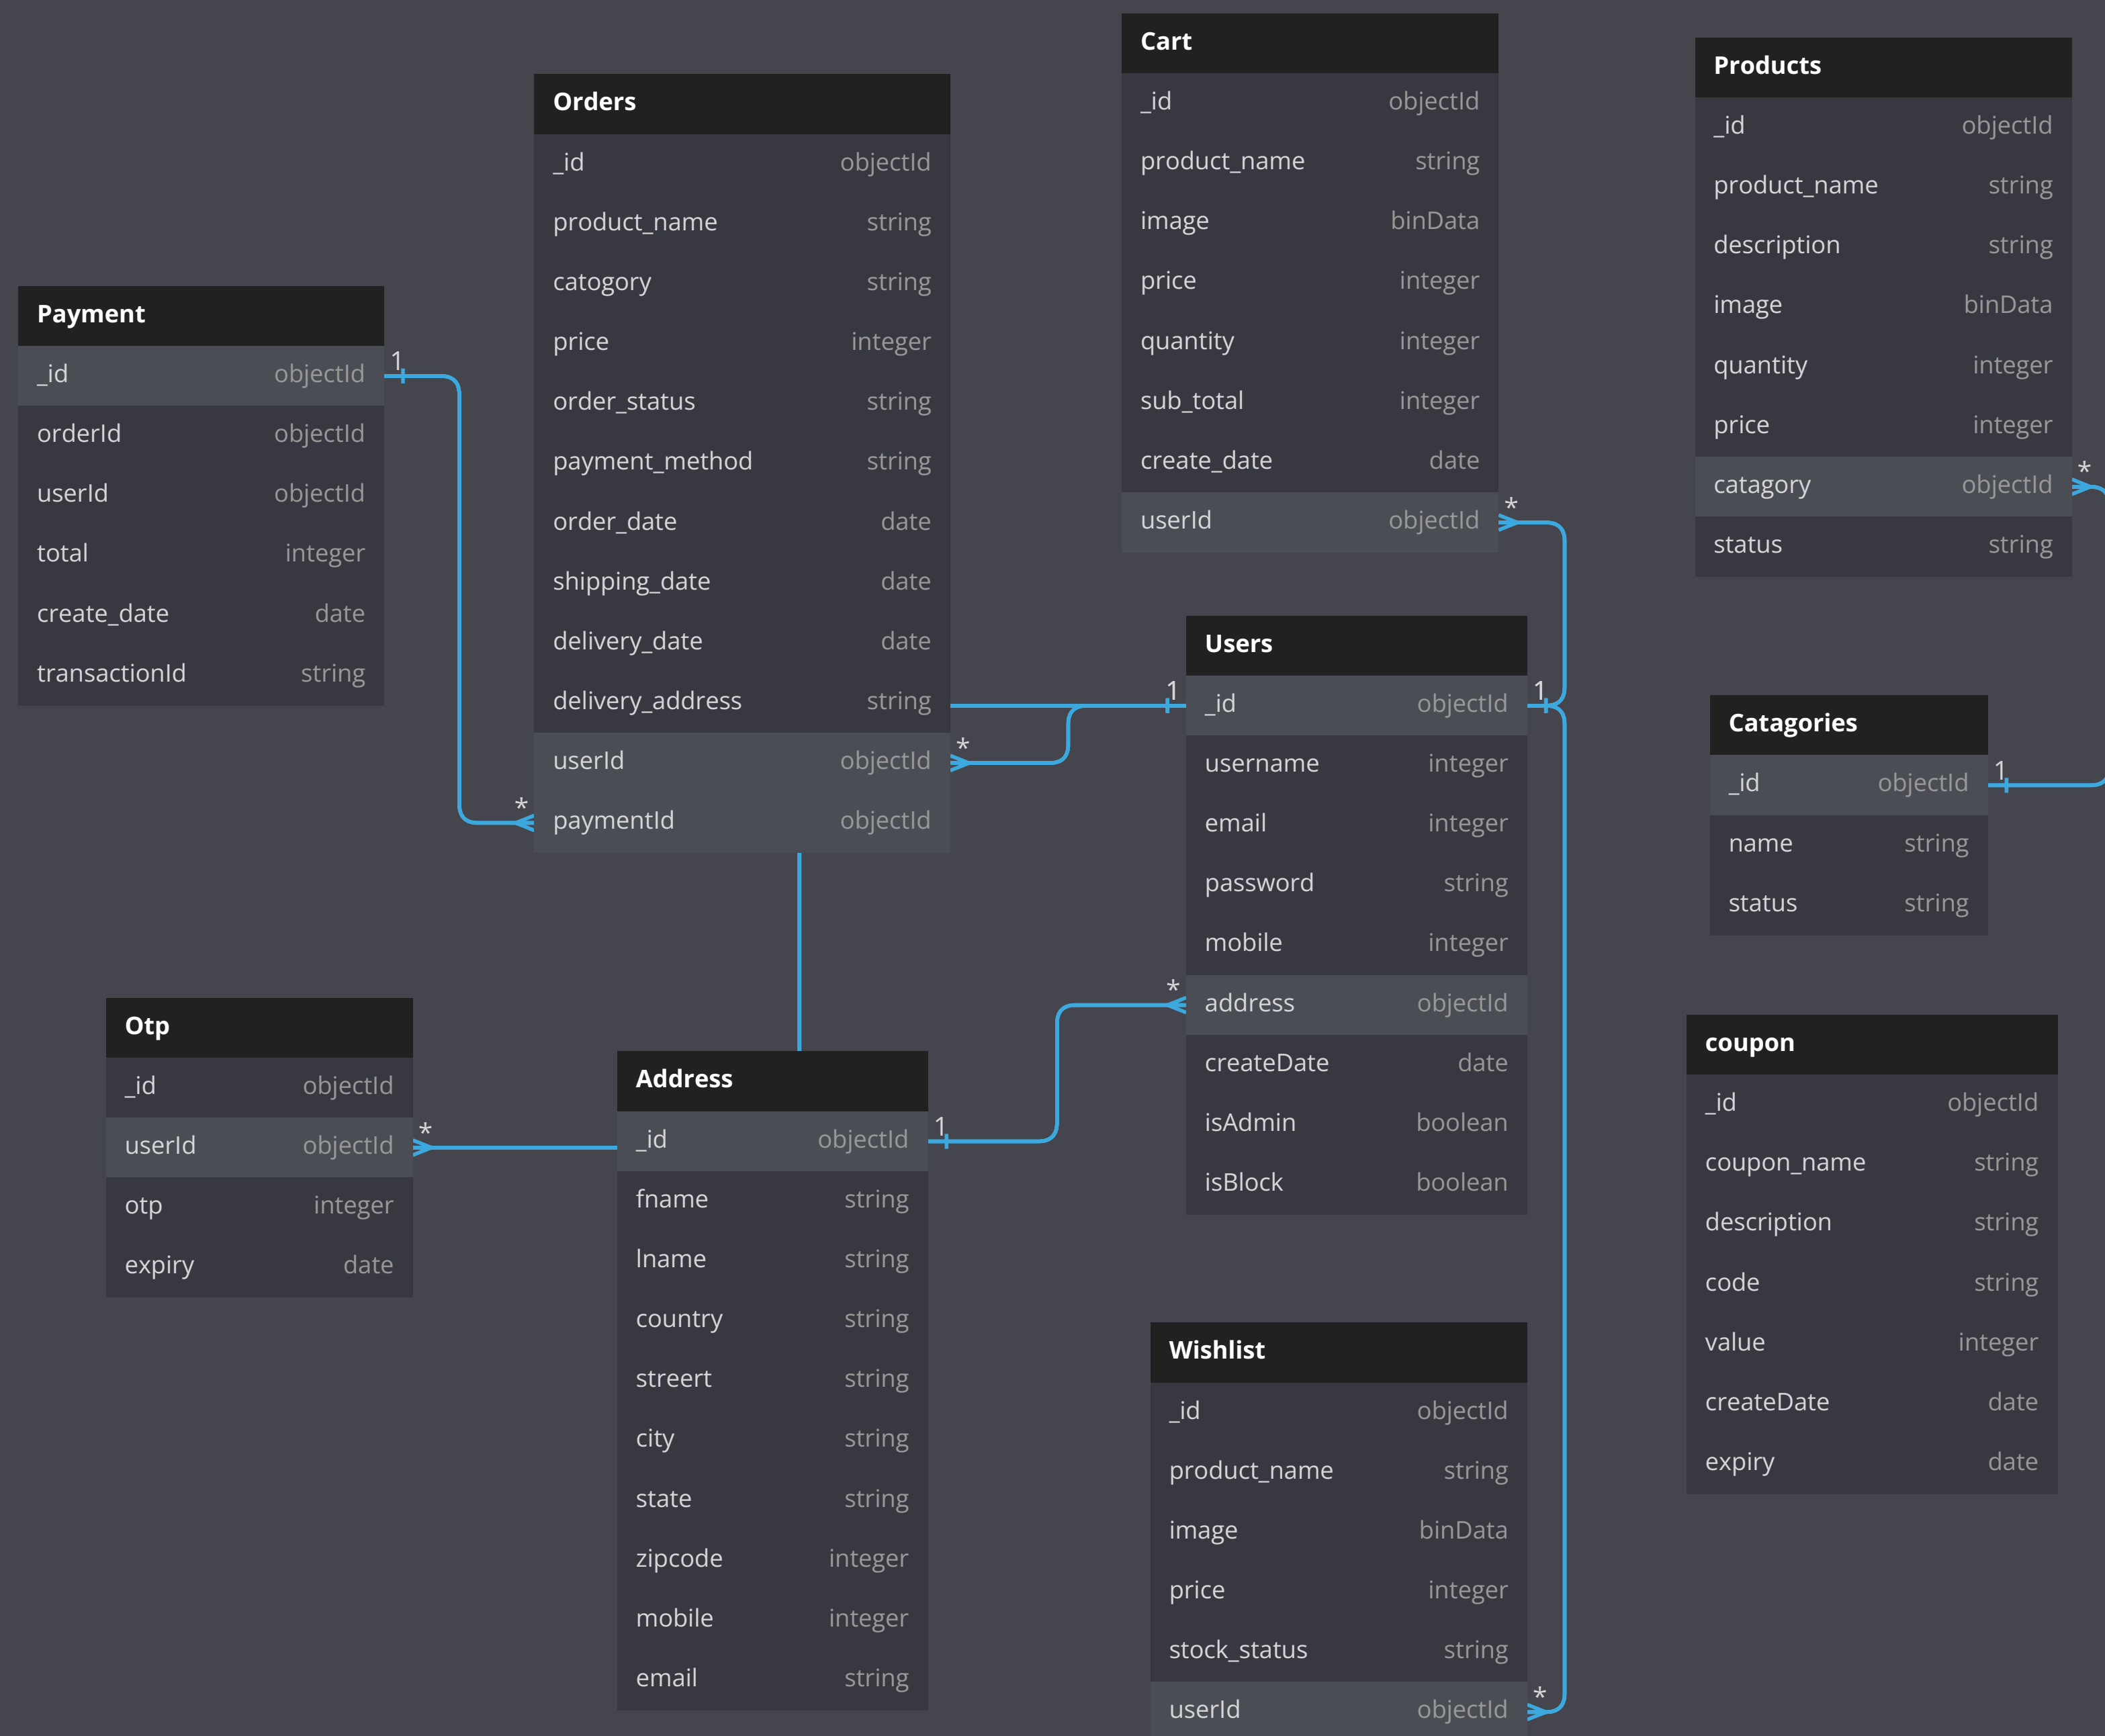 Payment
_id objectId
orderId objectId
userId objectId
total integer
create_date date
transactionId string
1
*
Orders
_id objectId
product_name string
catogory string
price integer
order_status string
payment_method string
order_date date
shipping_date date
delivery_date date
delivery_address string
userId objectId
paymentId objectId
*
1
Cart
_id objectId
product_name string
image binData
price integer
quantity integer
sub_total integer
create_date date
userId objectId
*
Products
_id objectId
product_name string
description string
image binData
quantity integer
price integer
catagory objectId
status string
*
Users
_id objectId
username integer
email integer
password string
mobile integer
address objectId
createDate date
isAdmin boolean
isBlock boolean
1
*
Catagories
_id objectId
name string
status string
1
Otp
_id objectId
userId objectId
otp integer
expiry date
*
Address
_id objectId
fname string
lname string
country string
streert string
city string
state string
zipcode integer
mobile integer
email string
1
Wishlist
_id objectId
product_name string
image binData
price integer
stock_status string
userId objectId
*
coupon
_id objectId
coupon_name string
description string
code string
value integer
createDate date
expiry date